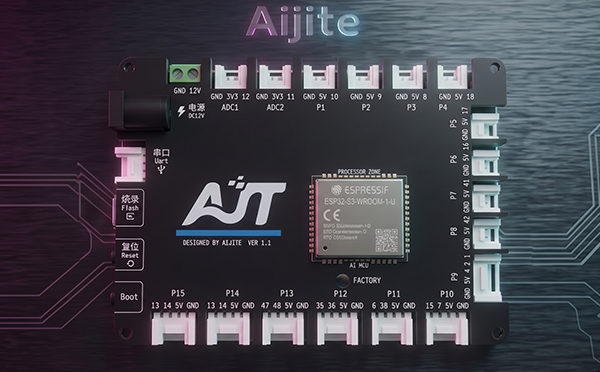 Aijite
GND 12V
GND 3V3 12
GND 3V3 11
GND 5V 10
GND 5V 9
GND 5V 8
GND 5V 18
电源
DC12V
ADC1
ADC2
P1
P2
P3
P4
串口
Uart
烧录
Flash
复位
Reset
Boot
AJT
DESIGNED BY AIJITE VER 1.1
PROCESSOR ZONE
ESPRESSIF
ESP32-S3-WROOM-1-U
CE
AI MCU
FACTORY
P5
GND 5V 17
P6
GND 5V 16
P7
GND 5V 41
P8
GND 5V 42
P9
GND 5V 4 2 1
P15
P14
P13
P12
P11
P10
13 14 5V GND
13 14 5V GND
47 48 5V GND
35 36 5V GND
6 38 5V GND
15 7 5V GND